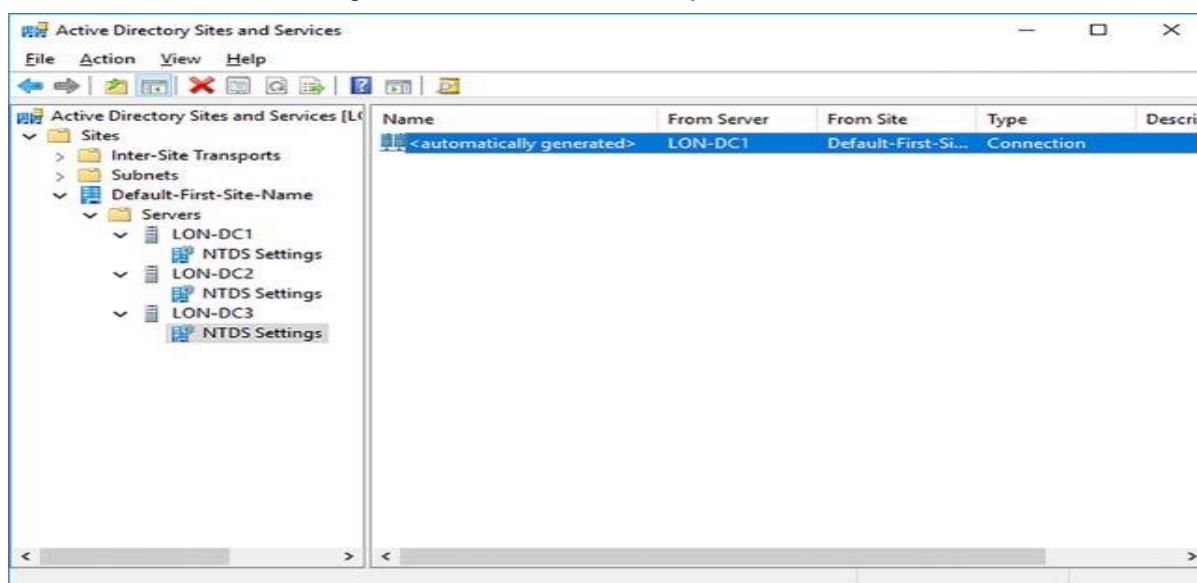 Active Directory Sites and Services
File Action View Help
Active Directory Sites and Services [L
Sites
Inter-Site Transports
Subnets
Default-First-Site-Name
Servers
LON-DC1
NTDS Settings
LON-DC2
NTDS Settings
LON-DC3
NTDS Settings
Name From Server From Site Type Descri
<automatically generated> LON-DC1 Default-First-Si... Connection